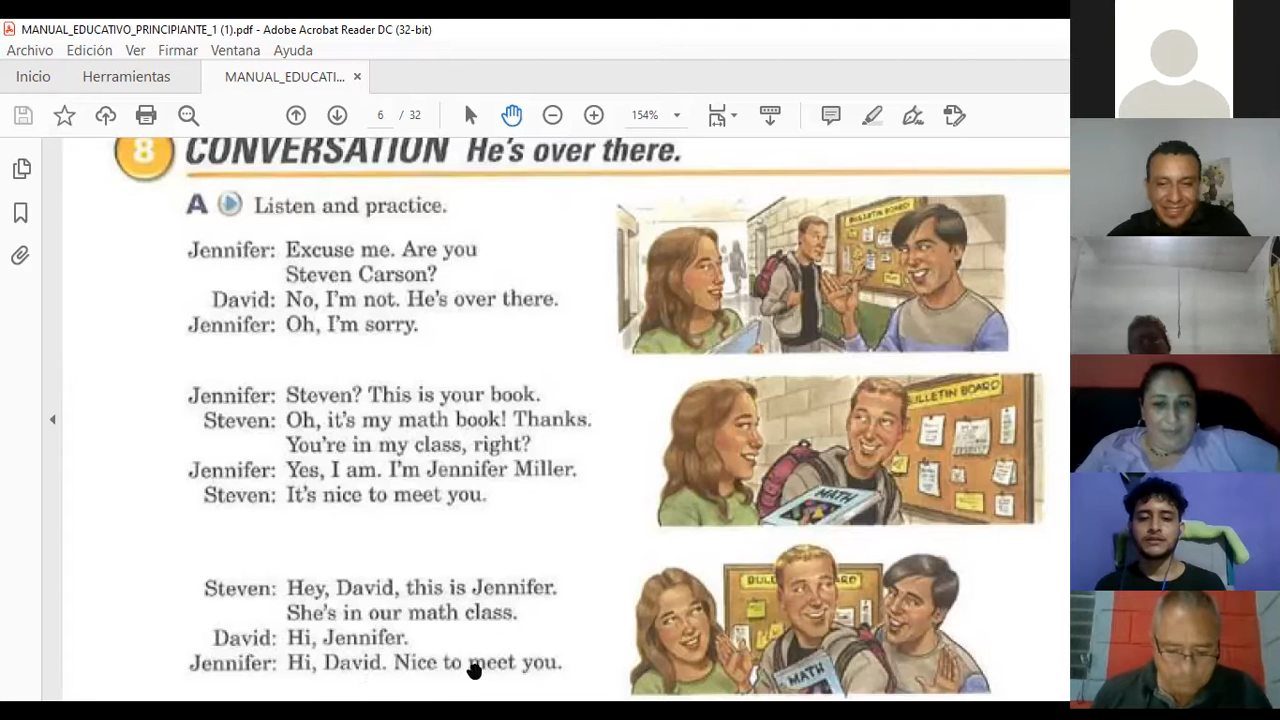 MANUAL_EDUCATIVO_PRINCIPIANTE_1 (1).pdf - Adobe Acrobat Reader DC (32-bit)
Archivo Edición Ver Firmar Ventana Ayuda
Inicio Herramientas MANUAL_EDUCATI... ×
6 / 32 154%
8 CONVERSATION He's over there.
A Listen and practice.
Jennifer: Excuse me. Are you
Steven Carson?
David: No, I'm not. He's over there.
Jennifer: Oh, I'm sorry.
BULLETIN BOARD
Jennifer: Steven? This is your book.
Steven: Oh, it's my math book! Thanks.
You're in my class, right?
Jennifer: Yes, I am. I'm Jennifer Miller.
Steven: It's nice to meet you.
BULLETIN BOARD
MATH
Steven: Hey, David, this is Jennifer.
She's in our math class.
David: Hi, Jennifer.
Jennifer: Hi, David. Nice to meet you.
MATH